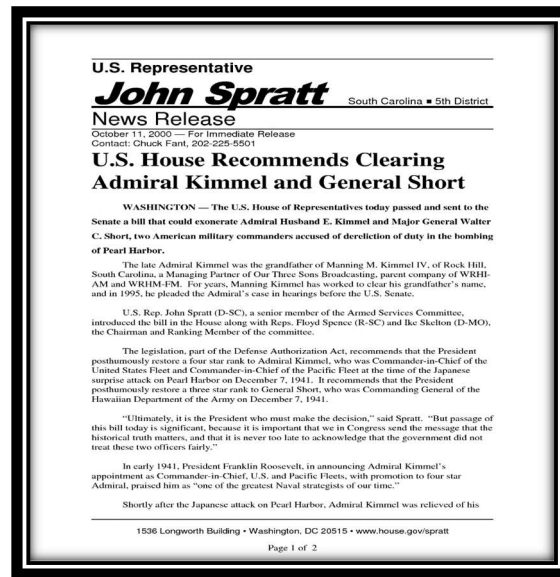 U.S. Representative
John Spratt South Carolina ■ 5th District
News Release
October 11, 2000 — For Immediate Release
Contact: Chuck Fant, 202-225-5501
U.S. House Recommends Clearing
Admiral Kimmel and General Short
WASHINGTON — The U.S. House of Representatives today passed and sent to the
Senate a bill that could exonerate Admiral Husband E. Kimmel and Major General Walter
C. Short, two American military commanders accused of dereliction of duty in the bombing
of Pearl Harbor.
The late Admiral Kimmel was the grandfather of Manning M. Kimmel IV, of Rock Hill,
South Carolina, a Managing Partner of Our Three Sons Broadcasting, parent company of WRHI-
AM and WRHM-FM. For years, Manning Kimmel has worked to clear his grandfather's name,
and in 1995, he pleaded the Admiral's case in hearings before the U.S. Senate.
U.S. Rep. John Spratt (D-SC), a senior member of the Armed Services Committee,
introduced the bill in the House along with Reps. Floyd Spence (R-SC) and Ike Skelton (D-MO),
the Chairman and Ranking Member of the committee.
The legislation, part of the Defense Authorization Act, recommends that the President
posthumously restore a four star rank to Admiral Kimmel, who was Commander-in-Chief of the
United States Fleet and Commander-in-Chief of the Pacific Fleet at the time of the Japanese
surprise attack on Pearl Harbor on December 7, 1941. It recommends that the President
posthumously restore a three star rank to General Short, who was Commanding General of the
Hawaiian Department of the Army on December 7, 1941.
"Ultimately, it is the President who must make the decision," said Spratt. "But passage of
this bill today is significant, because it is important that we in Congress send the message that the
historical truth matters, and that it is never too late to acknowledge that the government did not
treat these two officers fairly."
In early 1941, President Franklin Roosevelt, in announcing Admiral Kimmel's
appointment as Commander-in-Chief, U.S. and Pacific Fleets, with promotion to four star
Admiral, praised him as "one of the greatest Naval strategists of our time."
Shortly after the Japanese attack on Pearl Harbor, Admiral Kimmel was relieved of his
1536 Longworth Building • Washington, DC 20515 • www.house.gov/spratt
Page 1 of 2